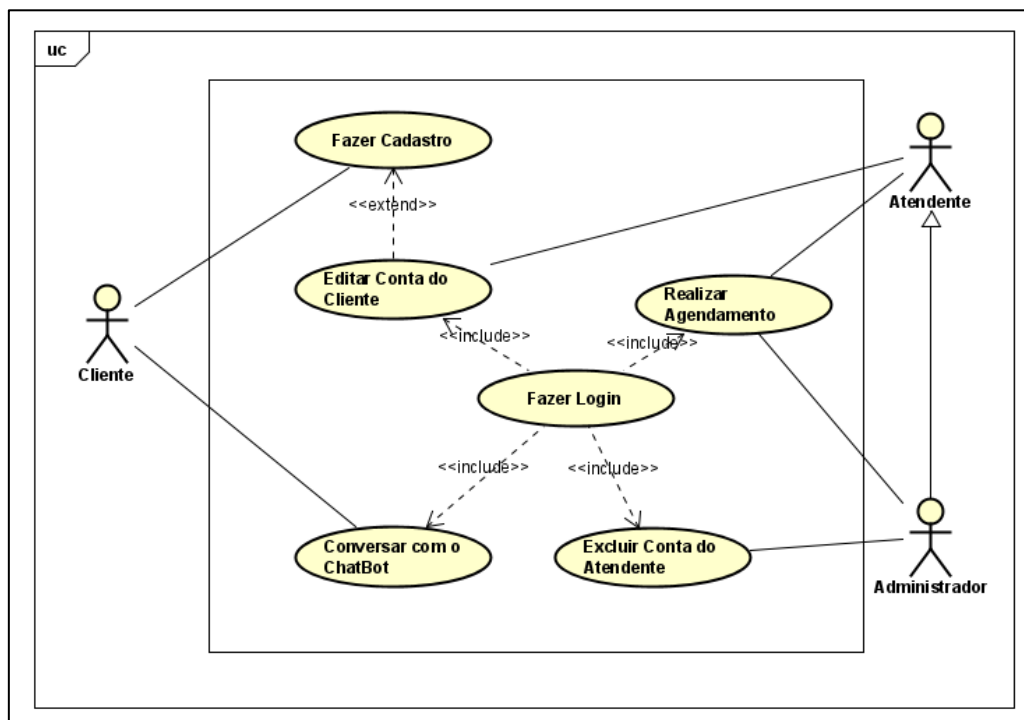 uc
Fazer Cadastro
Atendente
<<extend>>
Editar Conta do
Cliente
Realizar
Agendamento
<<include>>
<<include>>
Cliente
Fazer Login
<<include>>
<<include>>
Conversar com o
ChatBot
Excluir Conta do
Atendente
Administrador